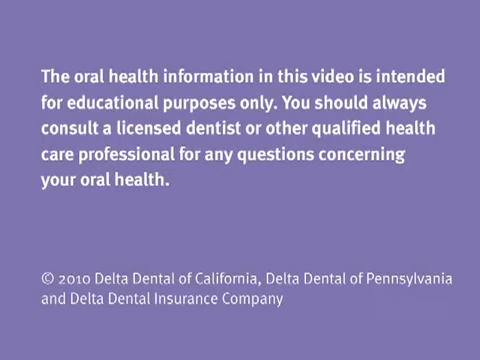 The oral health information in this video is intended
for educational purposes only. You should always
consult a licensed dentist or other qualified health
care professional for any questions concerning
your oral health.
© 2010 Delta Dental of California, Delta Dental of Pennsylvania
and Delta Dental Insurance Company